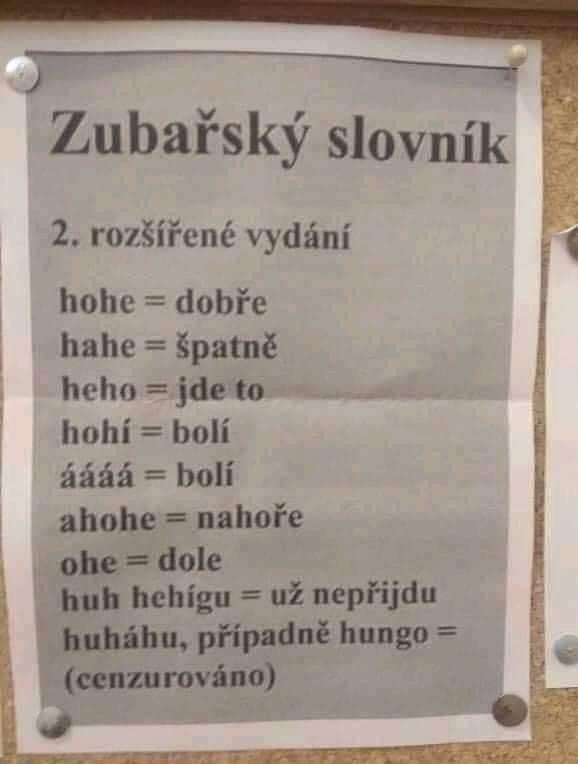 Zubařský slovník
2. rozšířené vydání
hohe = dobře
hahe = špatně
heho = jde to
hohí = bolí
áááá = bolí
ahohe = nahoře
ohe = dole
huh hehígu = už nepřijdu
huháhu, případně hungo =
(cenzurováno)